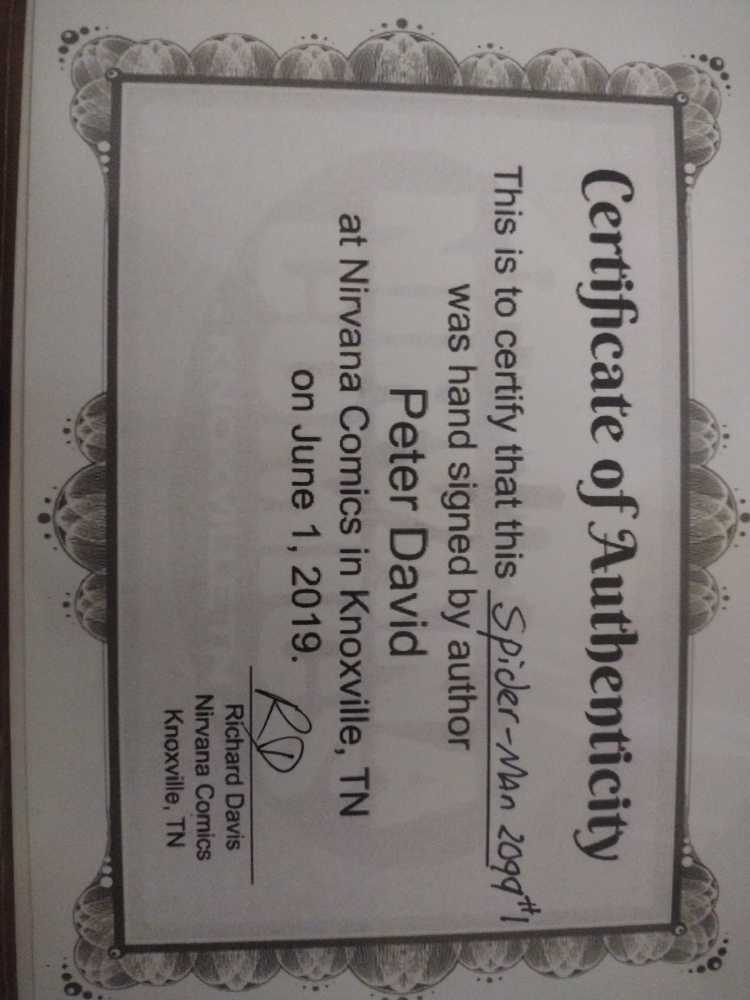 Certificate of Authenticity
This is to certify that this Spider-Man 2099 #1
was hand signed by author
Peter David
at Nirvana Comics in Knoxville, TN
on June 1, 2019.
RD
Richard Davis
Nirvana Comics
Knoxville, TN